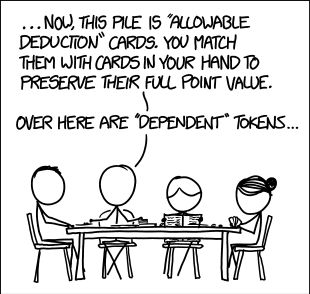 ...NOW, THIS PILE IS "ALLOWABLE
DEDUCTION" CARDS. YOU MATCH
THEM WITH CARDS IN YOUR HAND TO
PRESERVE THEIR FULL POINT VALUE.
OVER HERE ARE "DEPENDENT" TOKENS...